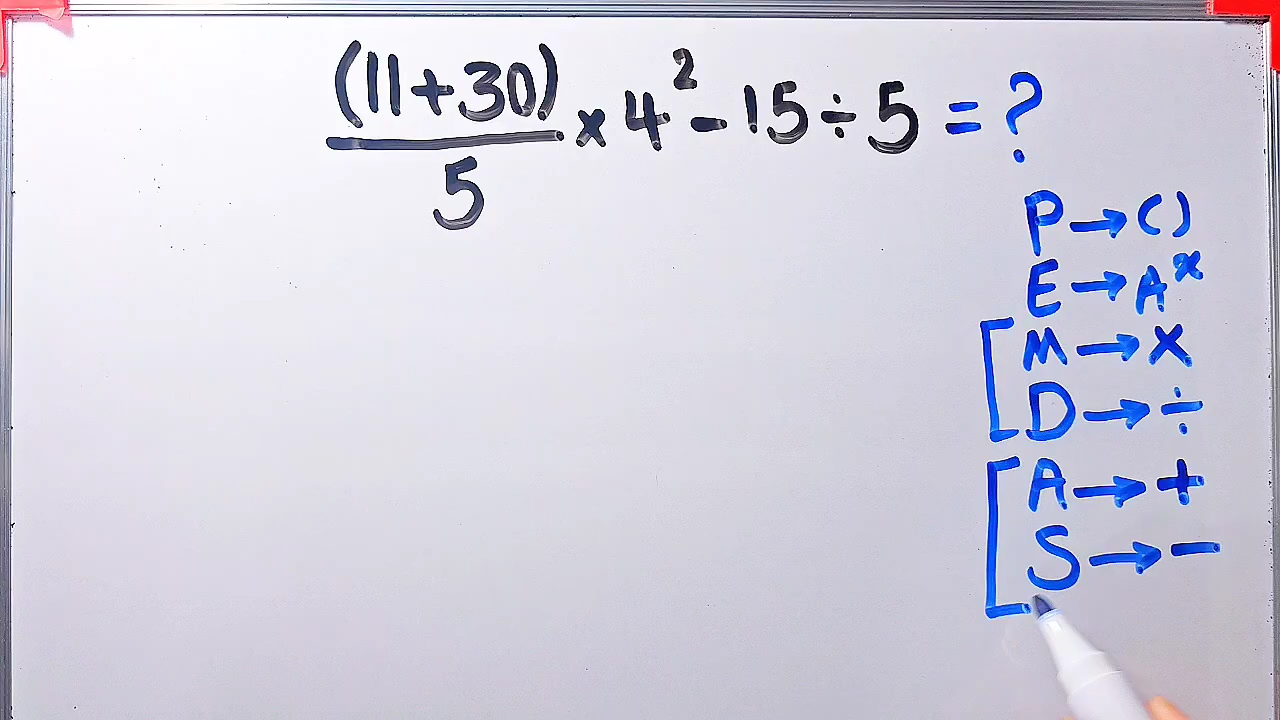 (11+30)
5 × 4² - 15 ÷ 5 = ?
P → ( )
E → Aˣ
M → ×
D → ÷
A → +
S → −